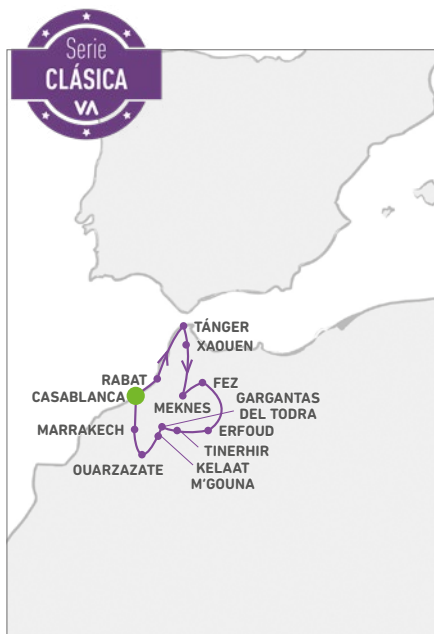 Serie
CLÁSICA
VA
TÁNGER
XAOUEN
RABAT
CASABLANCA
FEZ
MEKNES
GARGANTAS
DEL TODRA
MARRAKECH
ERFOUD
TINERHIR
OUARZAZATE
KELAAT
M'GOUNA